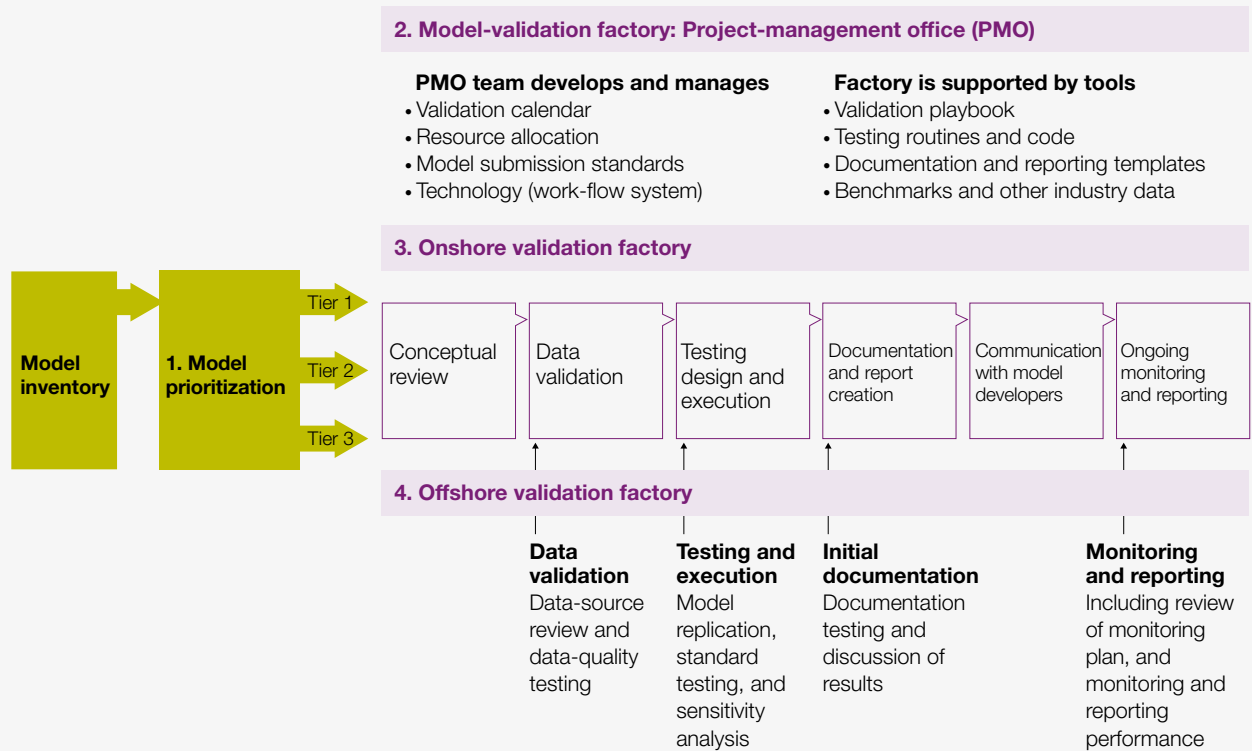 2. Model-validation factory: Project-management office (PMO)
PMO team develops and manages
• Validation calendar
• Resource allocation
• Model submission standards
• Technology (work-flow system)
Factory is supported by tools
• Validation playbook
• Testing routines and code
• Documentation and reporting templates
• Benchmarks and other industry data
3. Onshore validation factory
Model
inventory
1. Model
prioritization
Tier 1
Tier 2
Tier 3
Conceptual
review
Data
validation
Testing
design and
execution
Documentation
and report
creation
Communication
with model
developers
Ongoing
monitoring
and reporting
4. Offshore validation factory
Data
validation
Data-source
review and
data-quality
testing
Testing and
execution
Model
replication,
standard
testing, and
sensitivity
analysis
Initial
documentation
Documentation
testing and
discussion of
results
Monitoring
and reporting
Including review
of monitoring
plan, and
monitoring and
reporting
performance